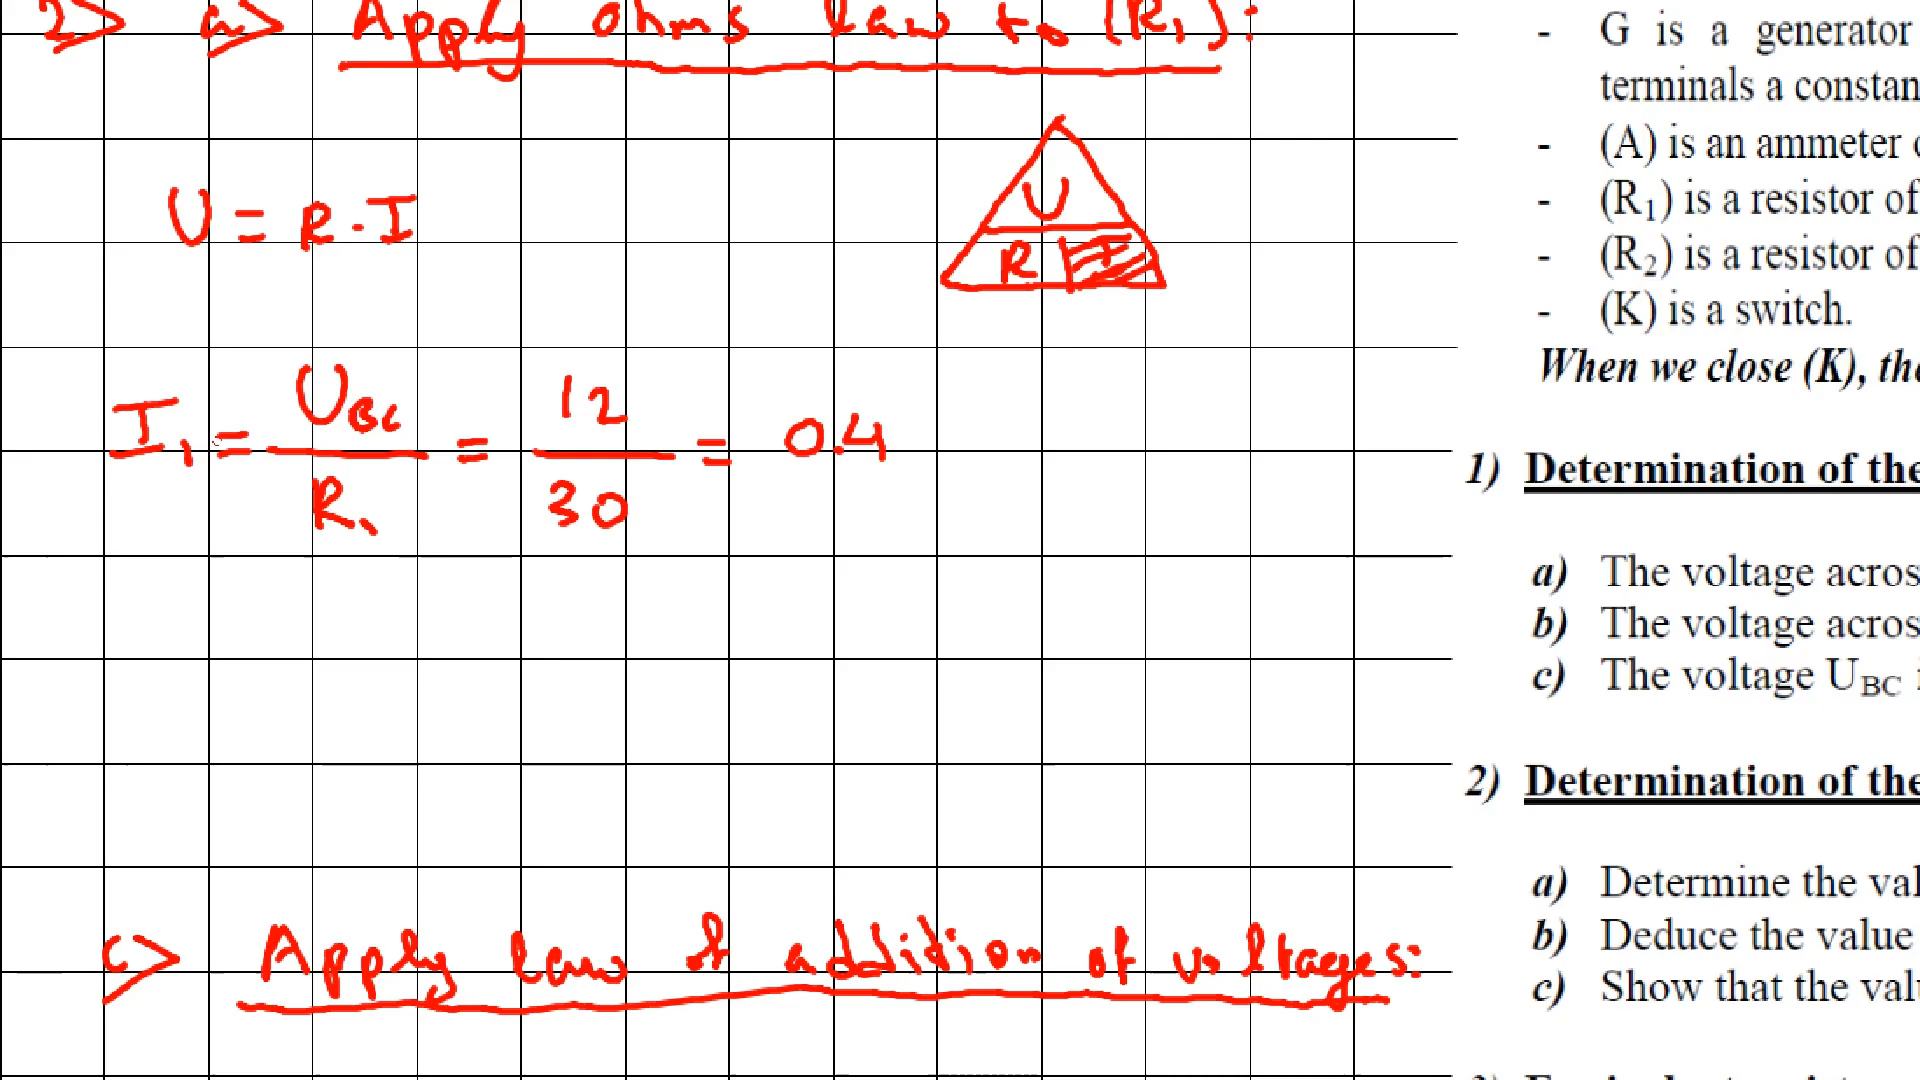 2> a> Apply ohms law to (R₁):
U = R . I
U
R I
I₁ = U_BC / R₁ = 12 / 30 = 0.4
c> Apply law of addition of voltages:
- G is a generator
terminals a constan
- (A) is an ammeter
- (R₁) is a resistor of
- (R₂) is a resistor of
- (K) is a switch.
When we close (K), the
1) Determination of the
a) The voltage acros
b) The voltage acros
c) The voltage U_BC
2) Determination of the
a) Determine the val
b) Deduce the value
c) Show that the val